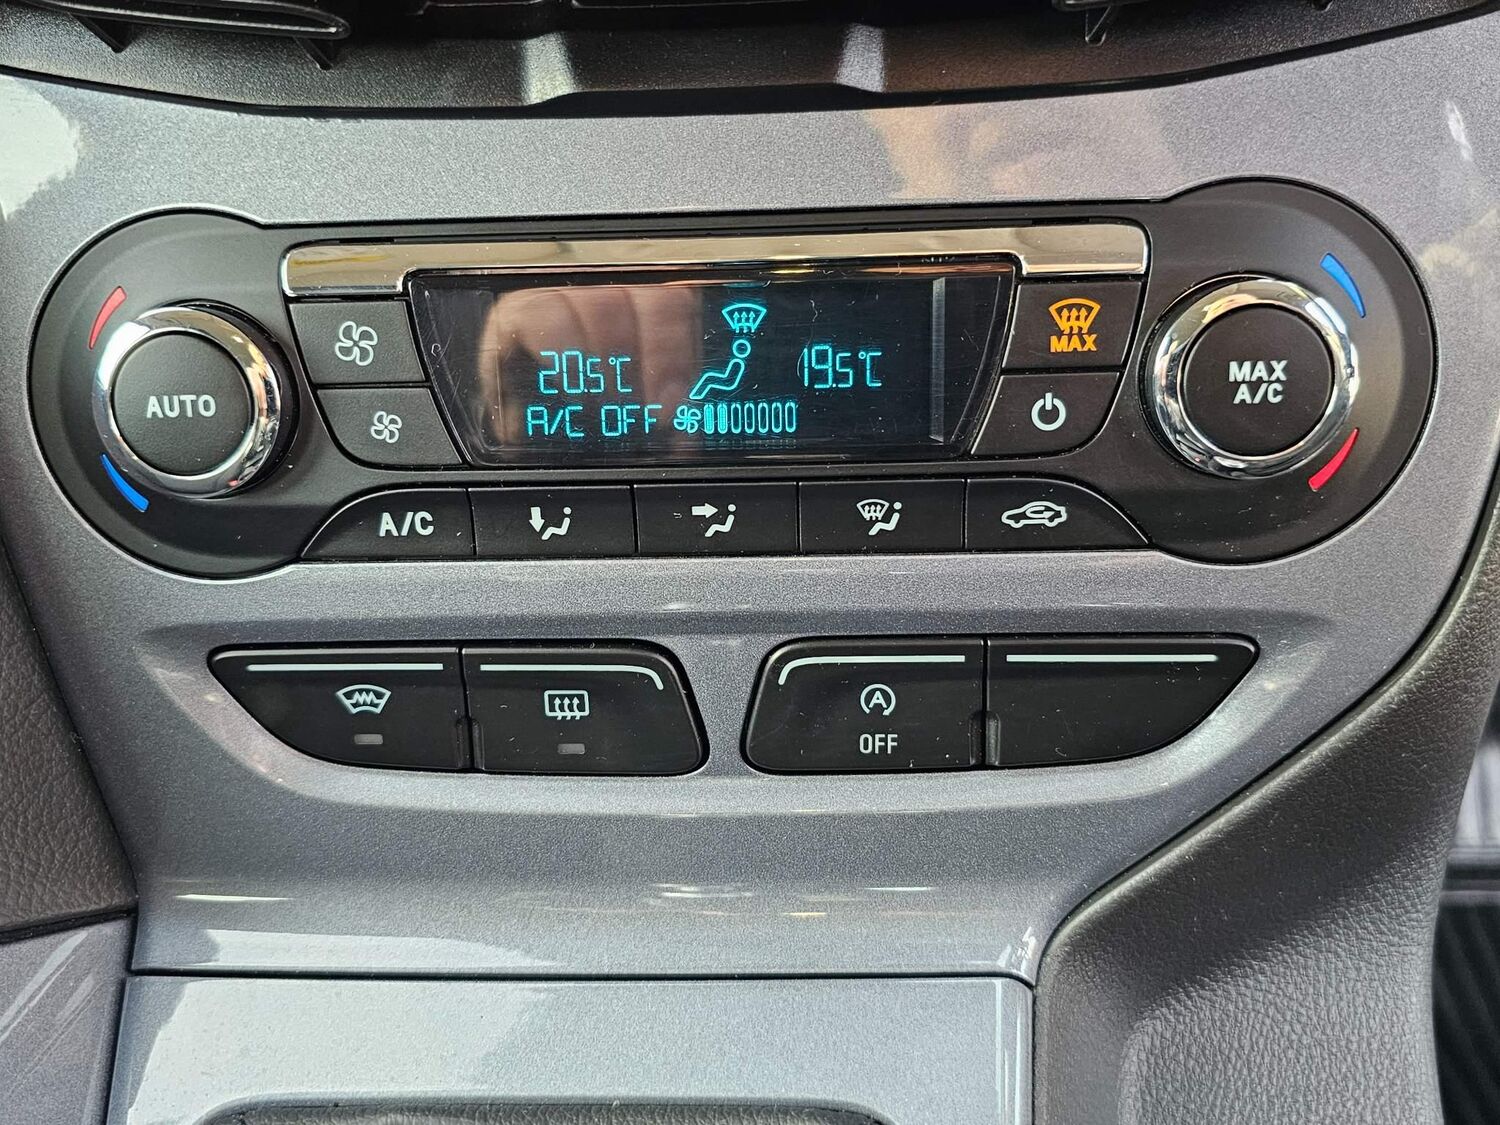 20.5°C
19.5°C
A/C OFF
MAX
AUTO
MAX
A/C
A/C
A
OFF